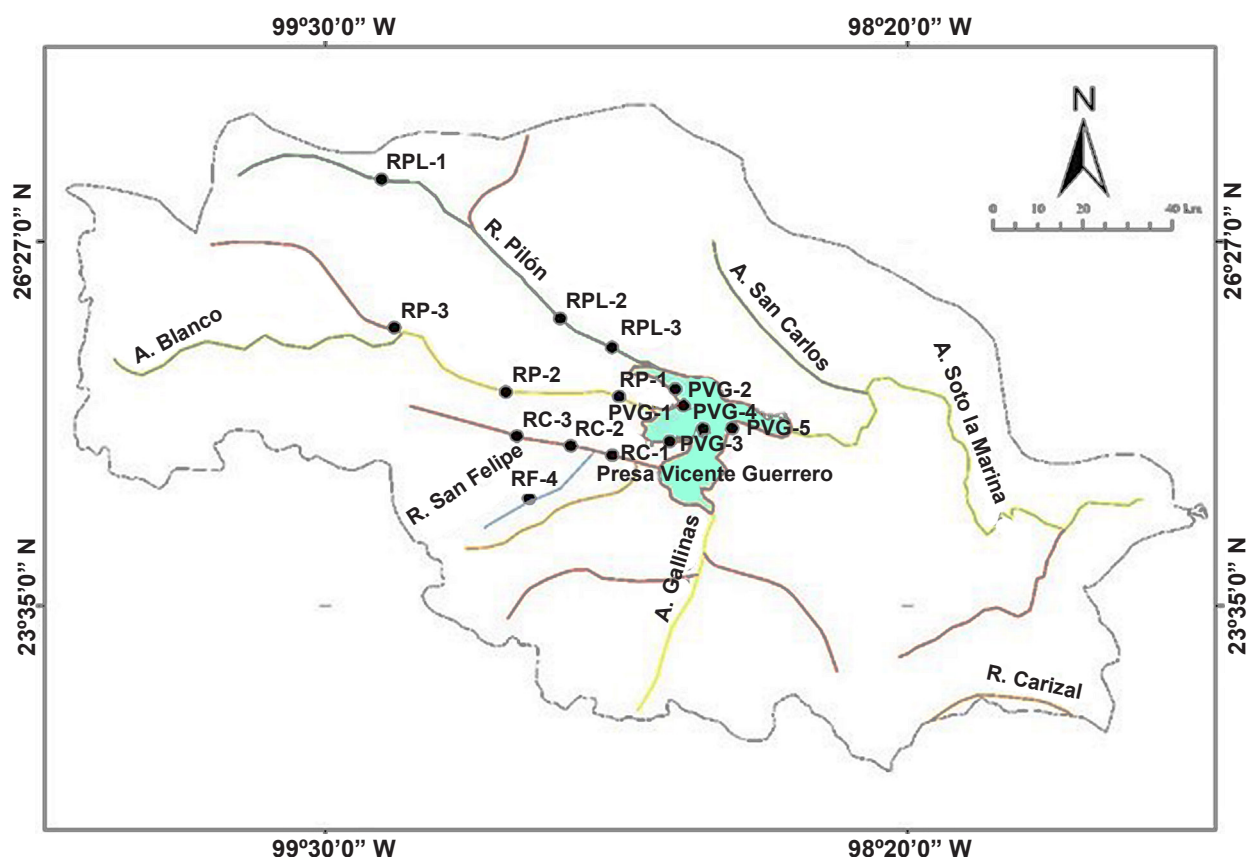 99º30’0” W
98º20’0” W
N
0 10 20 40 km
26º27’0” N
26º27’0” N
RPL-1
R. Pilón
RPL-2
RPL-3
A. San Carlos
RP-3
A. Blanco
A. Soto la Marina
RP-2
RP-1
PVG-2
PVG-1
PVG-4
PVG-5
PVG-3
RC-3
RC-2
RC-1
Presa Vicente Guerrero
R. San Felipe
RF-4
A. Gallinas
R. Carizal
23º35’0” N
23º35’0” N
99º30’0” W
98º20’0” W